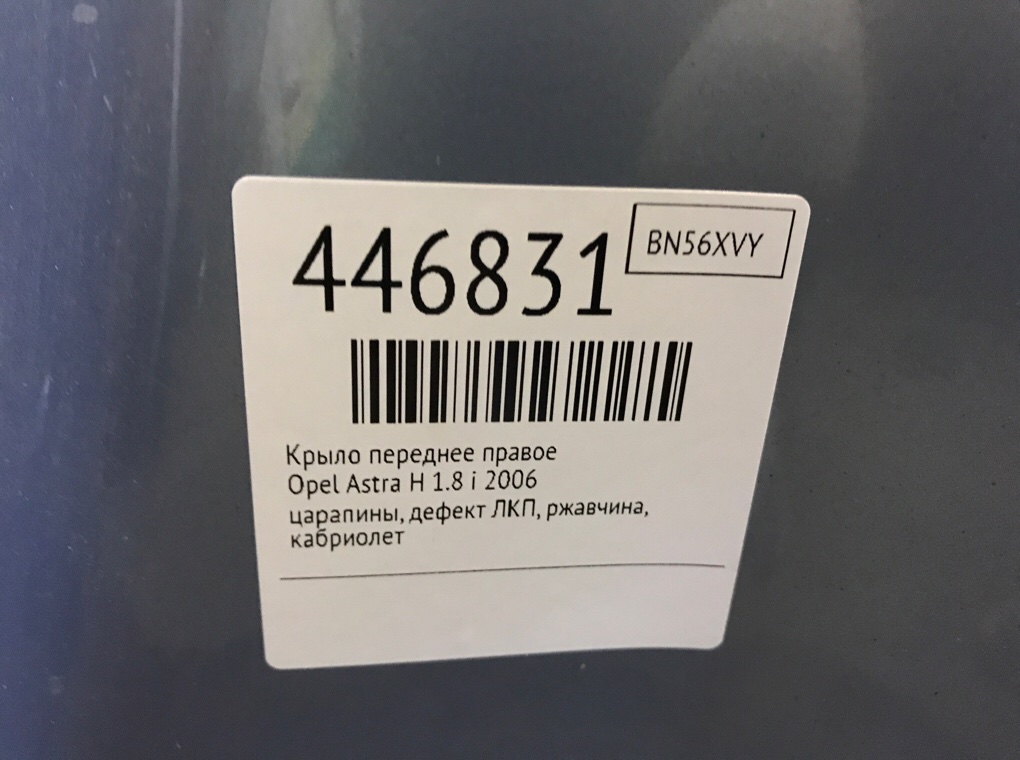 446831
BN56XVY
Крыло переднее правое
Opel Astra H 1.8 i 2006
царапины, дефект ЛКП, ржавчина,
кабриолет